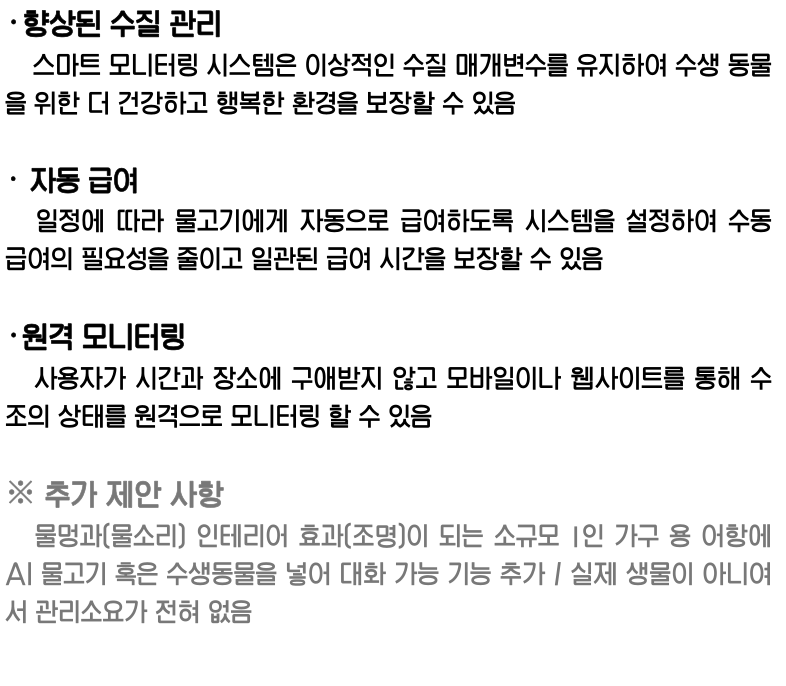 ·향상된 수질 관리
스마트 모니터링 시스템은 이상적인 수질 매개변수를 유지하여 수생 동물
을 위한 더 건강하고 행복한 환경을 보장할 수 있음
· 자동 급여
일정에 따라 물고기에게 자동으로 급여하도록 시스템을 설정하여 수동
급여의 필요성을 줄이고 일관된 급여 시간을 보장할 수 있음
·원격 모니터링
사용자가 시간과 장소에 구애받지 않고 모바일이나 웹사이트를 통해 수
조의 상태를 원격으로 모니터링 할 수 있음
※ 추가 제안 사항
물멍과(물소리) 인테리어 효과(조명)이 되는 소규모 1인 가구 용 어항에
AI 물고기 혹은 수생동물을 넣어 대화 가능 기능 추가 / 실제 생물이 아니여
서 관리소요가 전혀 없음